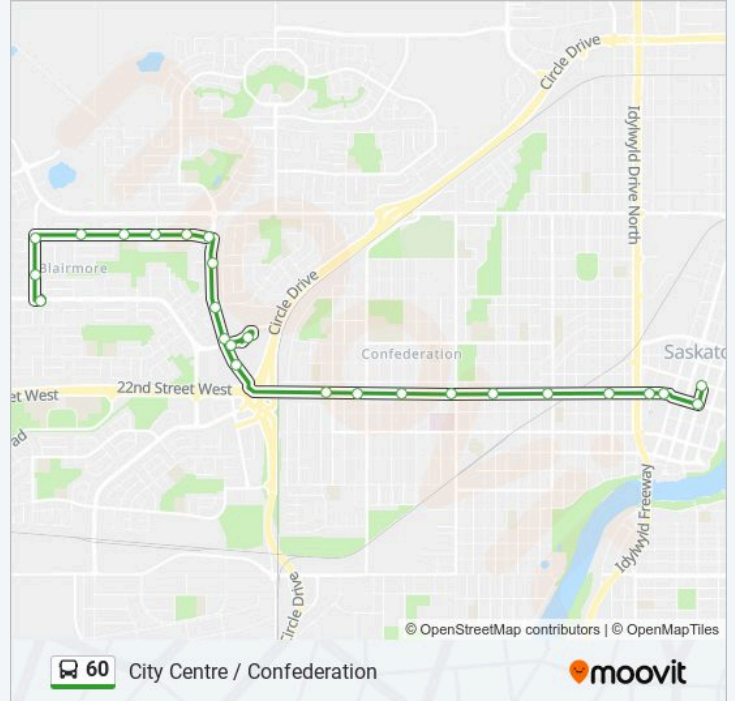 Circle Drive
Idylwyld Drive North
Blairmore
Circle Drive
Confederation
Saskato
22nd Street West
et West
ad
Idylwyld Freeway
Circle Drive
© OpenStreetMap contributors | © OpenMapTiles
60 City Centre / Confederation
moovit